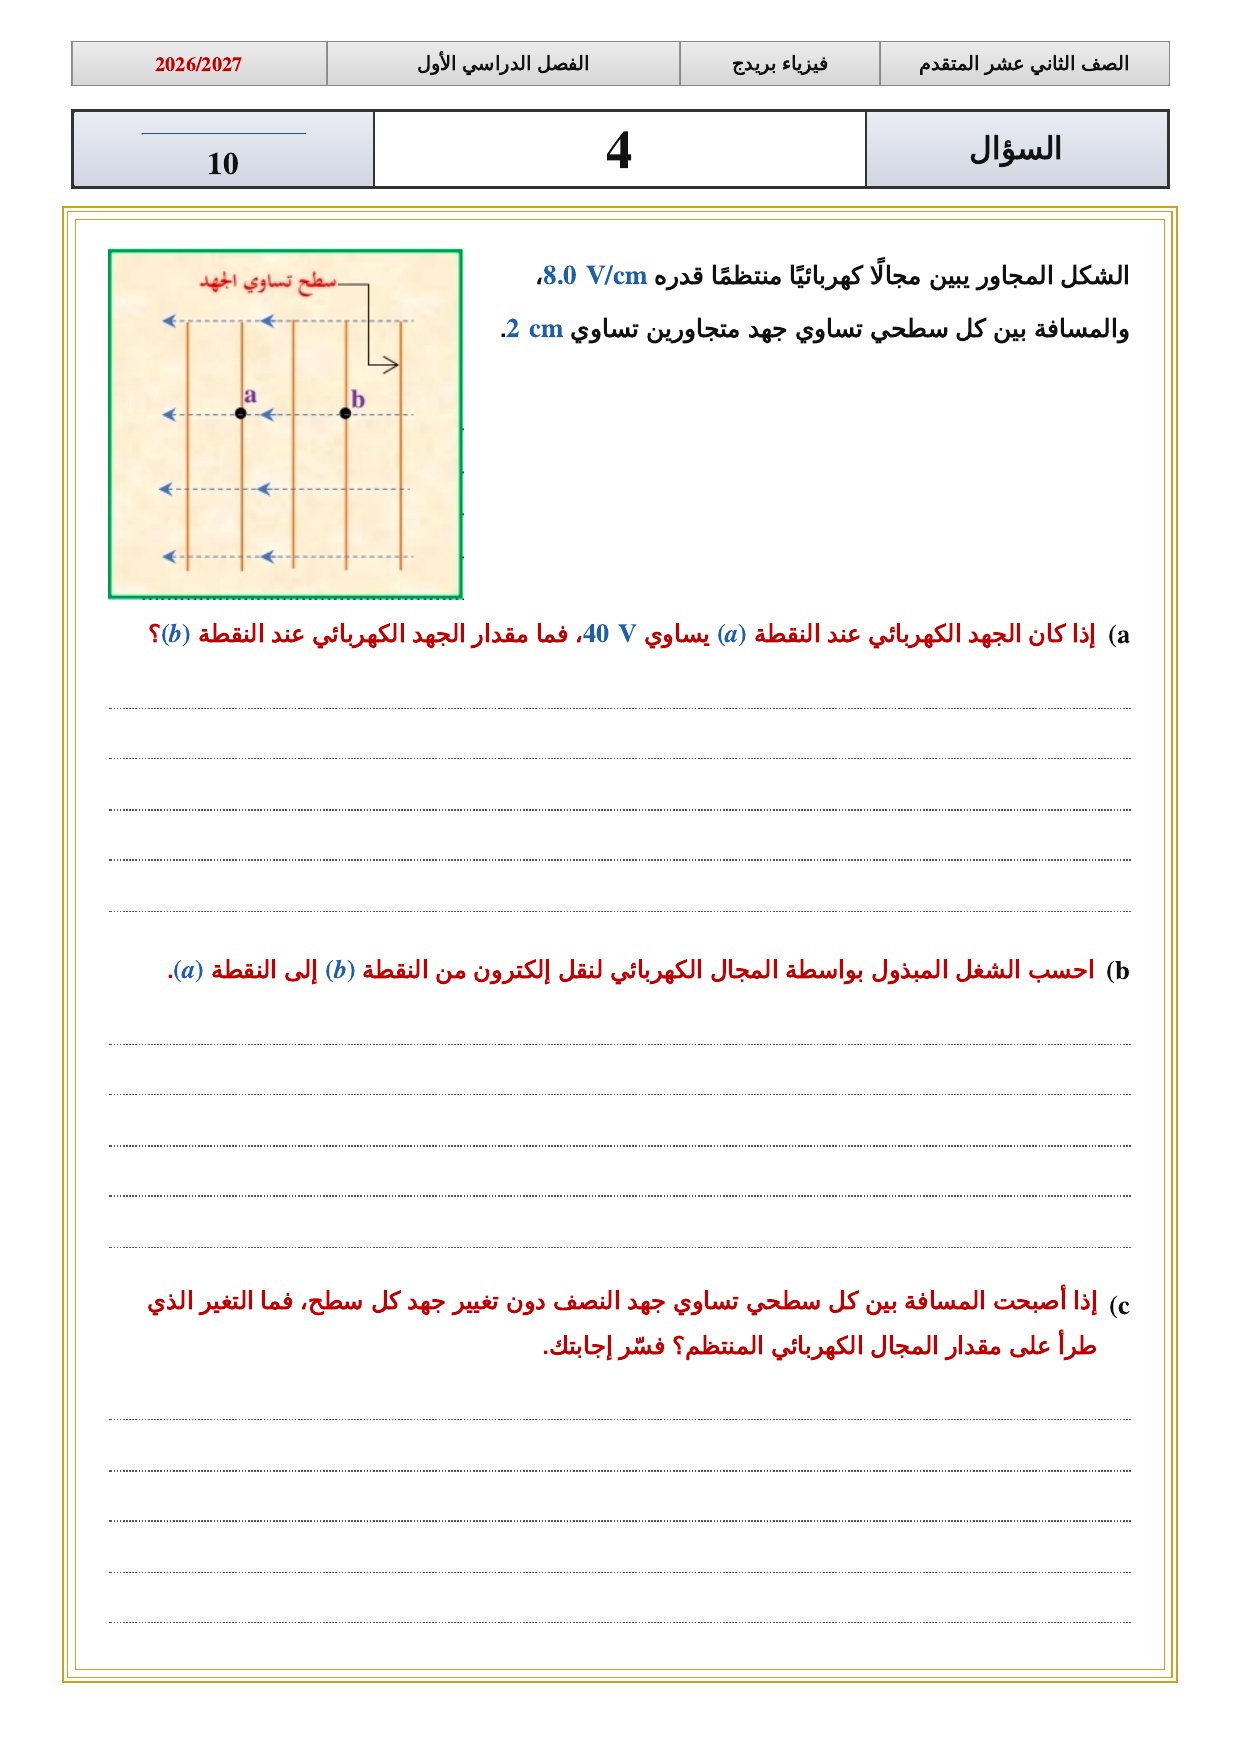 الصف الثاني عشر المتقدم
فيزياء بريدج
الفصل الدراسي الأول
2026/2027
السؤال
4
10
الشكل المجاور يبين مجالًا كهربائيًا منتظمًا قدره 8.0 V/cm،
والمسافة بين كل سطحي تساوي جهد متجاورين تساوي 2 cm.
سطح تساوي الجهد
a
b
a) إذا كان الجهد الكهربائي عند النقطة (a) يساوي 40 V، فما مقدار الجهد الكهربائي عند النقطة (b)؟
b) احسب الشغل المبذول بواسطة المجال الكهربائي لنقل إلكترون من النقطة (b) إلى النقطة (a).
c) إذا أصبحت المسافة بين كل سطحي تساوي جهد النصف دون تغيير جهد كل سطح، فما التغير الذي
طرأ على مقدار المجال الكهربائي المنتظم؟ فسّر إجابتك.